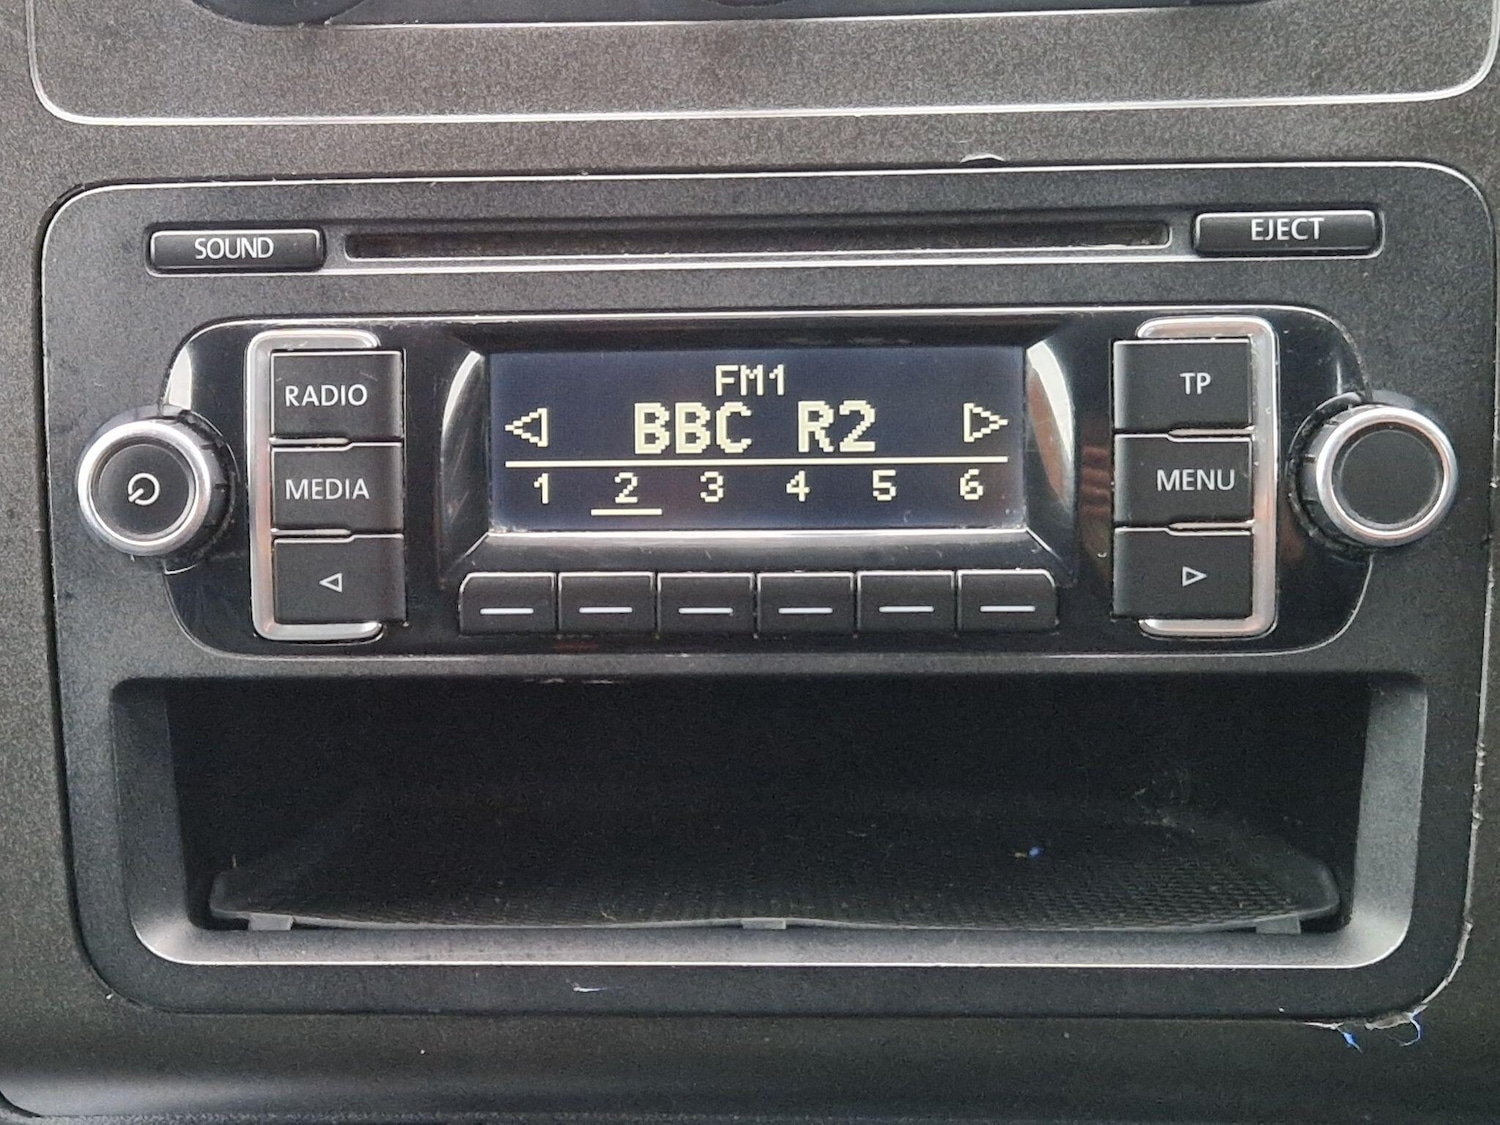 SOUND
EJECT
RADIO
MEDIA
FM1
BBC R2
1 2 3 4 5 6
TP
MENU